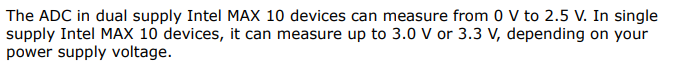 The ADC in dual supply Intel MAX 10 devices can measure from 0 V to 2.5 V. In single
supply Intel MAX 10 devices, it can measure up to 3.0 V or 3.3 V, depending on your
power supply voltage.